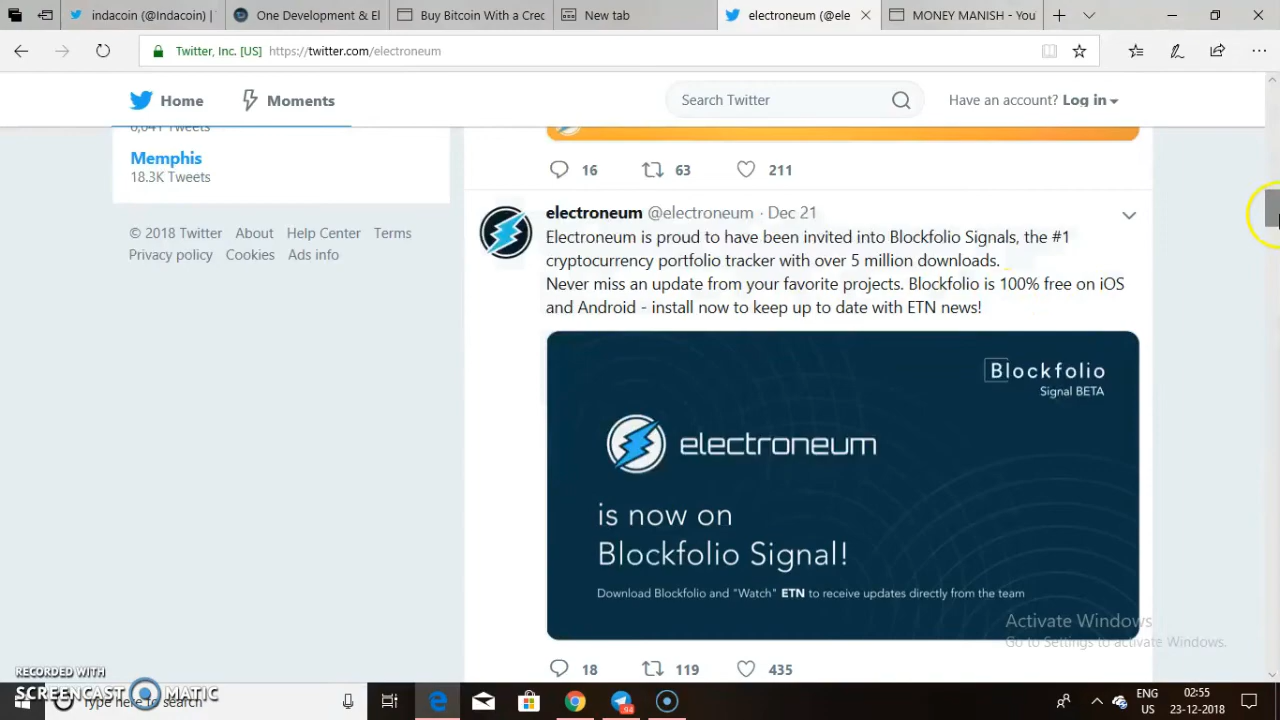 indacoin (@Indacoin) |
One Development & El
Buy Bitcoin With a Cred
New tab
electroneum (@ele
MONEY MANISH - You
Twitter, Inc. [US] https://twitter.com/electroneum
Home
Moments
Search Twitter
Have an account? Log in
Memphis
18.3K Tweets
© 2018 Twitter About Help Center Terms
Privacy policy Cookies Ads info
16 63 211
electroneum @electroneum · Dec 21
Electroneum is proud to have been invited into Blockfolio Signals, the #1
cryptocurrency portfolio tracker with over 5 million downloads.
Never miss an update from your favorite projects. Blockfolio is 100% free on iOS
and Android - install now to keep up to date with ETN news!
Blockfolio
Signal BETA
electroneum
is now on
Blockfolio Signal!
Download Blockfolio and "Watch" ETN to receive updates directly from the team
18 119 435
Activate Windows
Go to Settings to activate Windows.
RECORDED WITH
SCREENCAST MATIC
Type here to search
94
ENG
US
02:55
23-12-2018